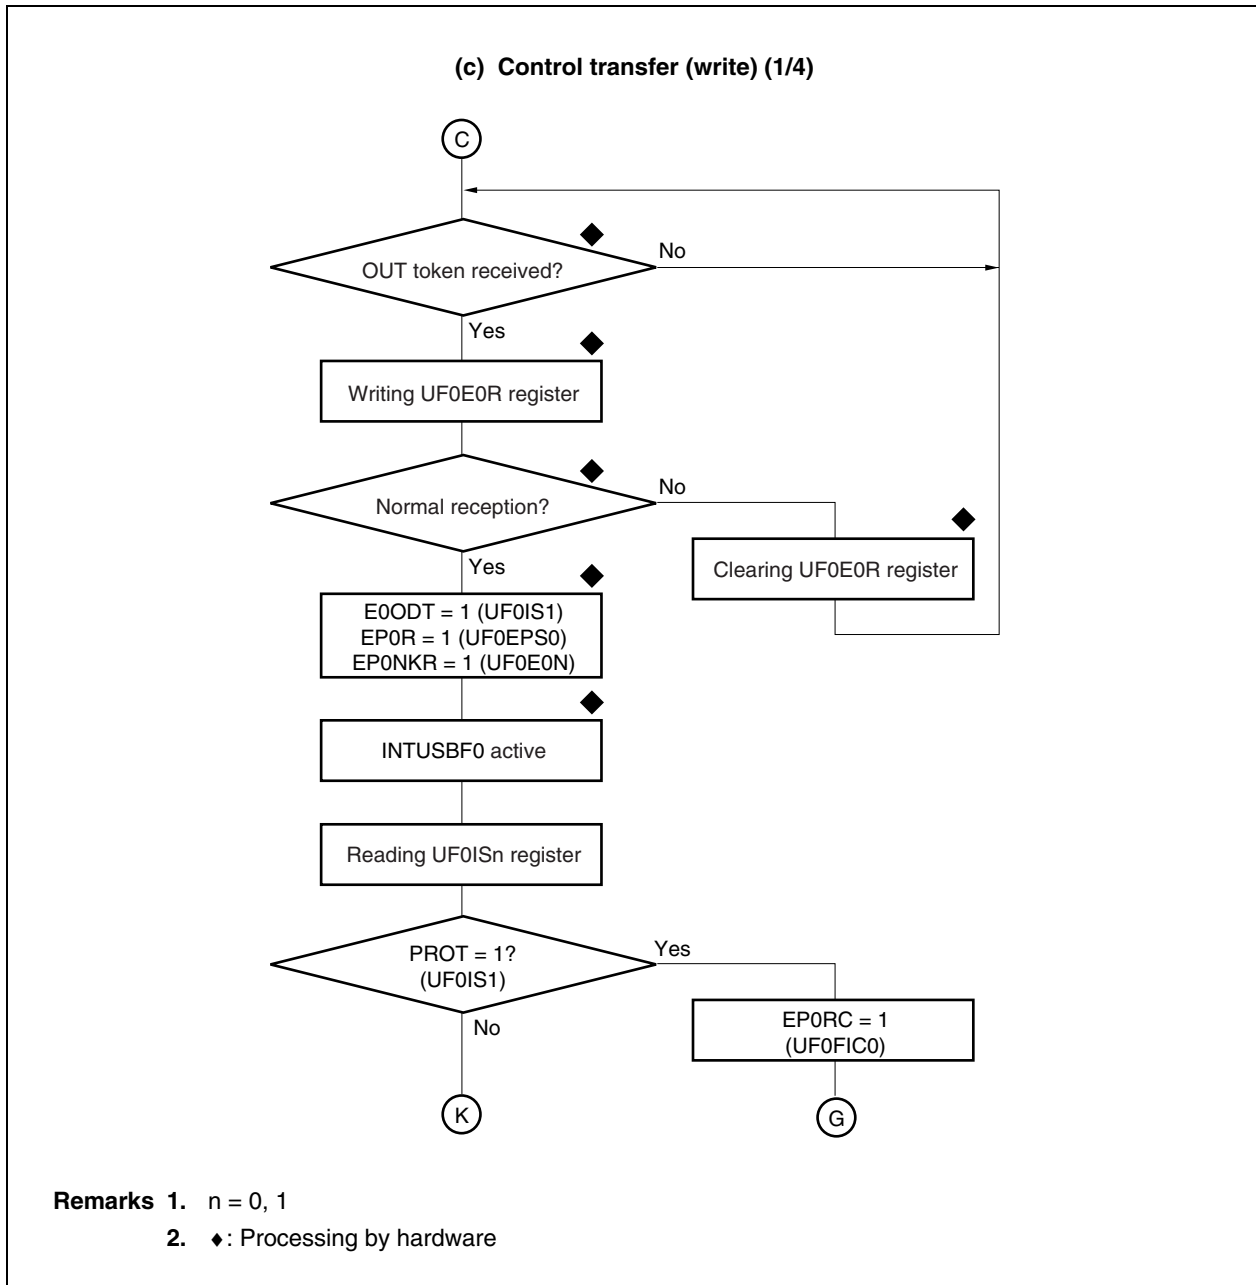 (c) Control transfer (write) (1/4)
C
OUT token received?
No
Yes
Writing UF0E0R register
Normal reception?
No
Clearing UF0E0R register
Yes
E0ODT = 1 (UF0IS1)
EP0R = 1 (UF0EPS0)
EP0NKR = 1 (UF0E0N)
INTUSBF0 active
Reading UF0ISn register
PROT = 1?
(UF0IS1)
Yes
No
EP0RC = 1
(UF0FIC0)
K
G
Remarks 1. n = 0, 1
2. ♦: Processing by hardware